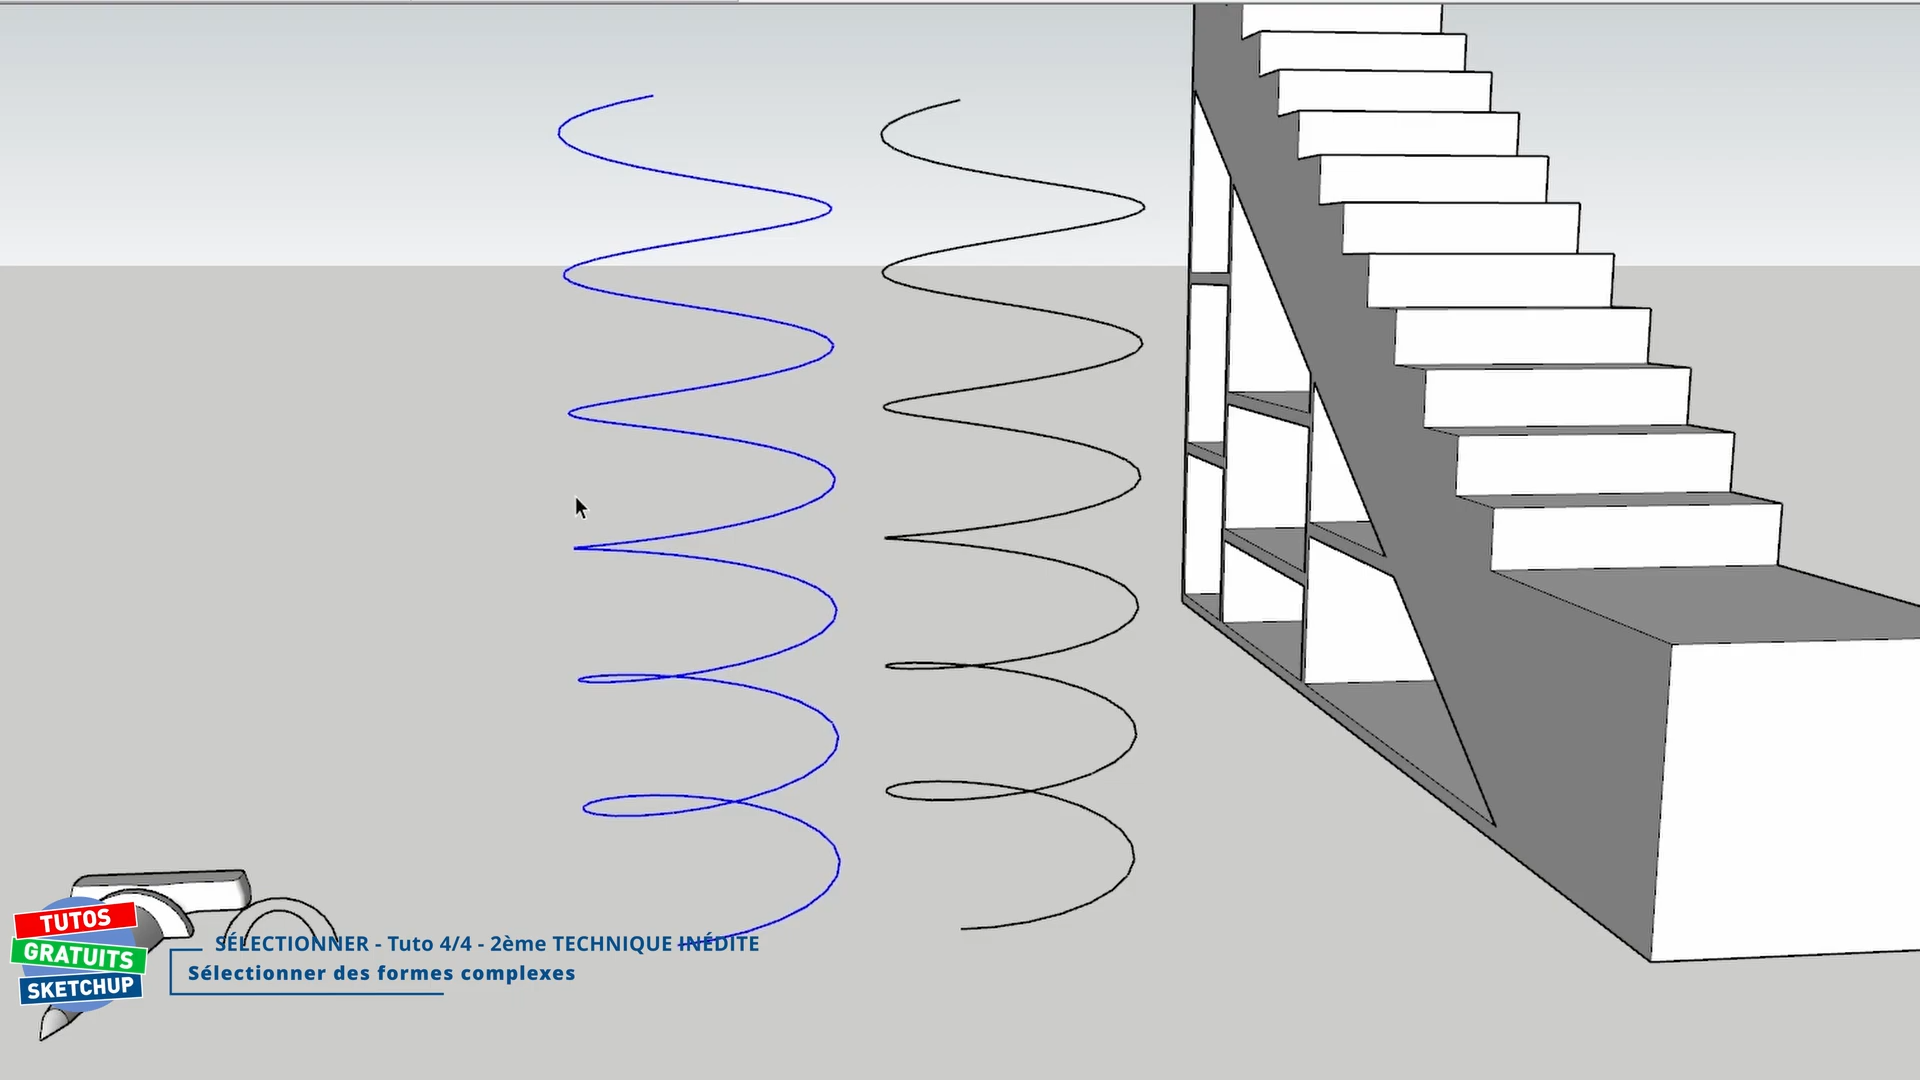 TUTOS
GRATUITS
SKETCHUP
SÉLECTIONNER - Tuto 4/4 - 2ème TECHNIQUE INÉDITE
Sélectionner des formes complexes